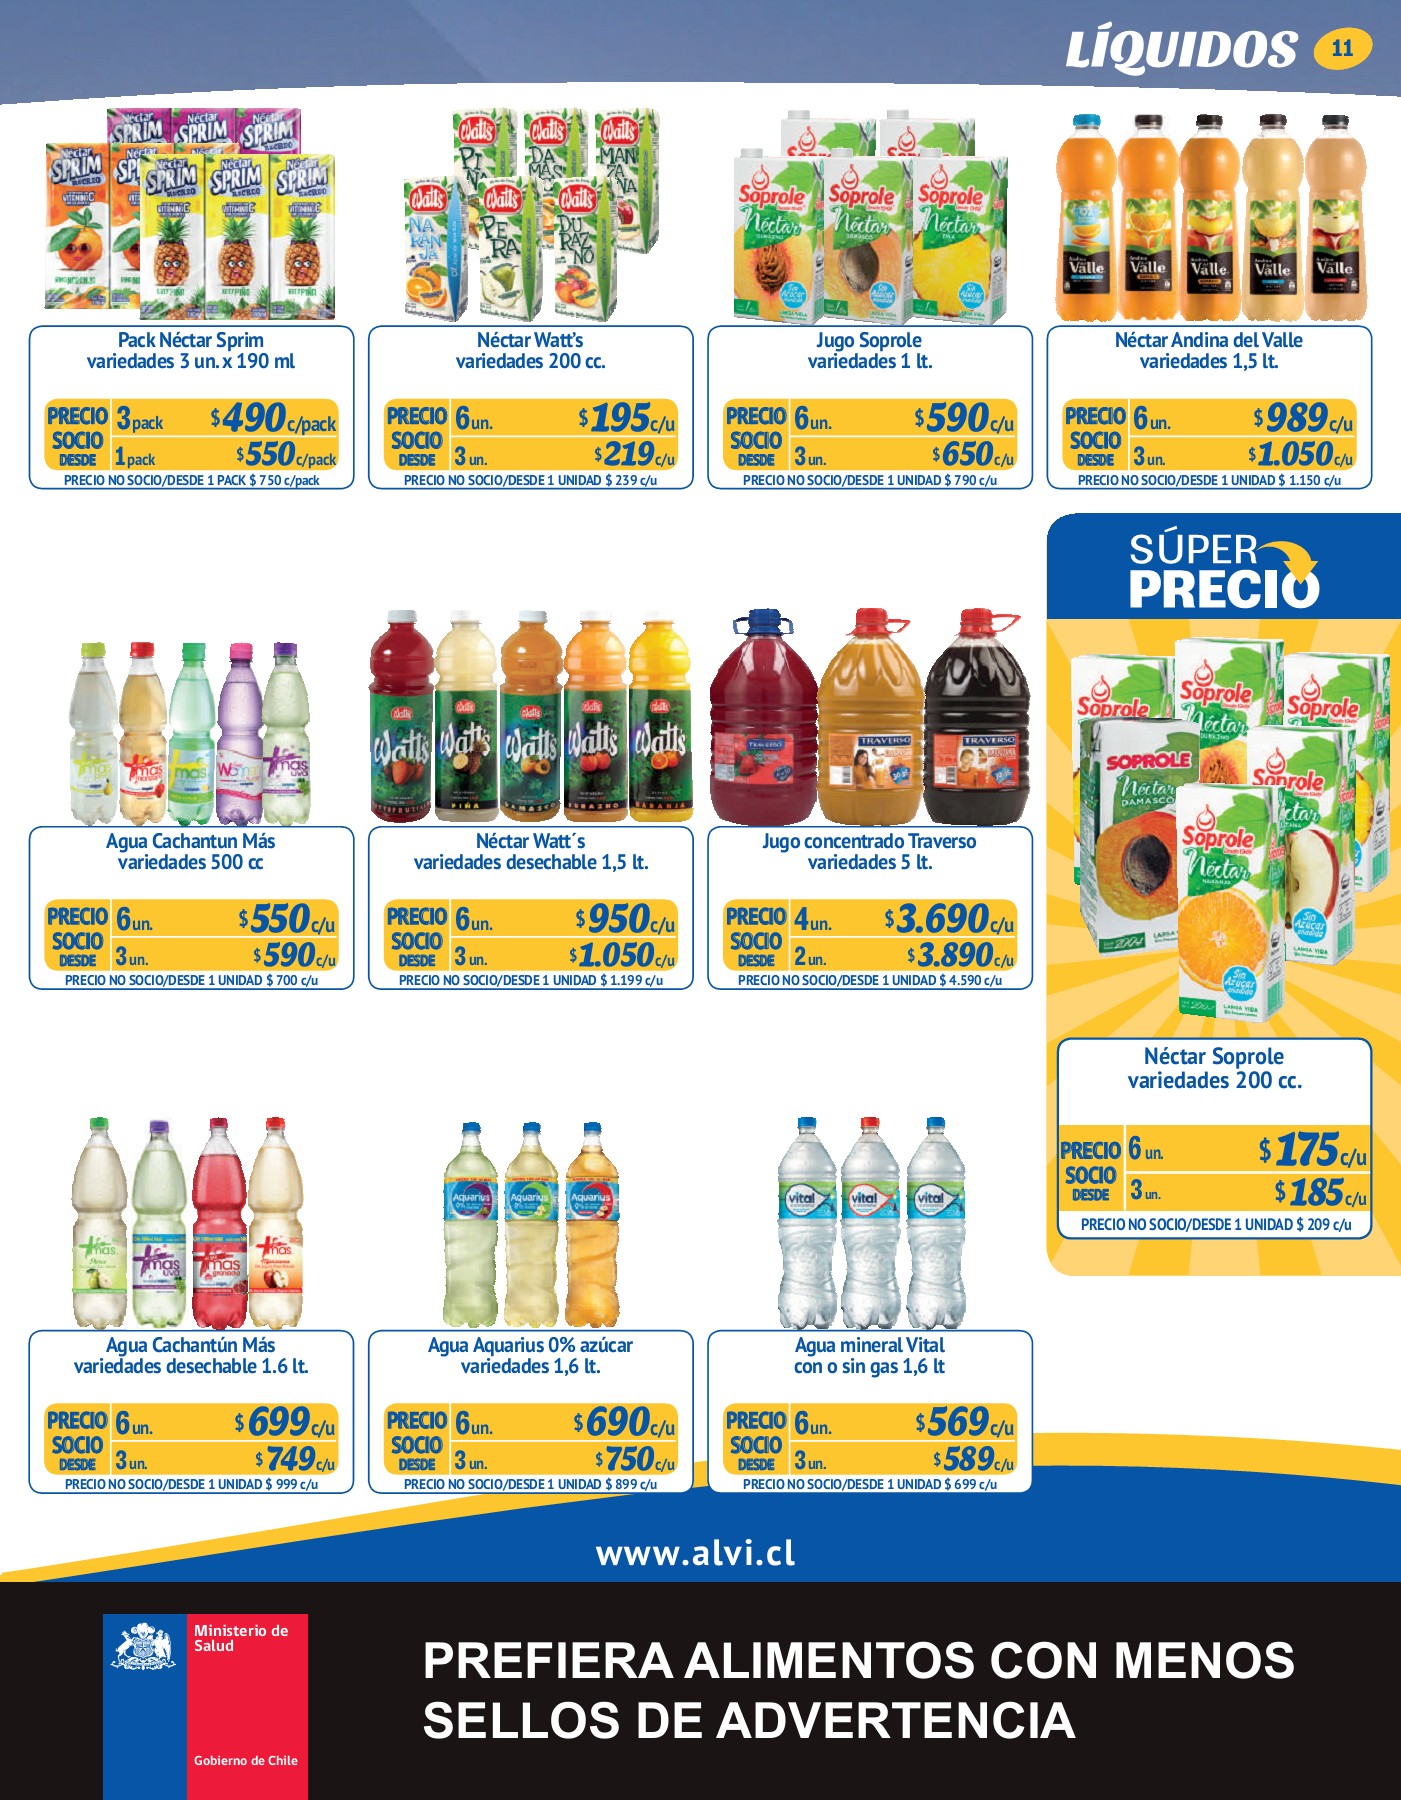 LÍQUIDOS 11
Pack Néctar Sprim
variedades 3 un. x 190 ml
PRECIO SOCIO DESDE
3 pack $ 490 c/pack
1 pack $ 550 c/pack
PRECIO NO SOCIO/DESDE 1 PACK $ 750 c/pack
Néctar Watt's
variedades 200 cc.
PRECIO SOCIO DESDE
6 un. $ 195 c/u
3 un. $ 219 c/u
PRECIO NO SOCIO/DESDE 1 UNIDAD $ 239 c/u
Jugo Soprole
variedades 1 lt.
PRECIO SOCIO DESDE
6 un. $ 590 c/u
3 un. $ 650 c/u
PRECIO NO SOCIO/DESDE 1 UNIDAD $ 790 c/u
Néctar Andina del Valle
variedades 1,5 lt.
PRECIO SOCIO DESDE
6 un. $ 989 c/u
3 un. $ 1.050 c/u
PRECIO NO SOCIO/DESDE 1 UNIDAD $ 1.150 c/u
Agua Cachantun Más
variedades 500 cc
PRECIO SOCIO DESDE
6 un. $ 550 c/u
3 un. $ 590 c/u
PRECIO NO SOCIO/DESDE 1 UNIDAD $ 700 c/u
Néctar Watt´s
variedades desechable 1,5 lt.
PRECIO SOCIO DESDE
6 un. $ 950 c/u
3 un. $ 1.050 c/u
PRECIO NO SOCIO/DESDE 1 UNIDAD $ 1.199 c/u
Jugo concentrado Traverso
variedades 5 lt.
PRECIO SOCIO DESDE
4 un. $ 3.690 c/u
2 un. $ 3.890 c/u
PRECIO NO SOCIO/DESDE 1 UNIDAD $ 4.590 c/u
SÚPER
PRECIO
Néctar Soprole
variedades 200 cc.
PRECIO SOCIO DESDE
6 un. $ 175 c/u
3 un. $ 185 c/u
PRECIO NO SOCIO/DESDE 1 UNIDAD $ 209 c/u
Agua Cachantún Más
variedades desechable 1.6 lt.
PRECIO SOCIO DESDE
6 un. $ 699 c/u
3 un. $ 749 c/u
PRECIO NO SOCIO/DESDE 1 UNIDAD $ 999 c/u
Agua Aquarius 0% azúcar
variedades 1,6 lt.
PRECIO SOCIO DESDE
6 un. $ 690 c/u
3 un. $ 750 c/u
PRECIO NO SOCIO/DESDE 1 UNIDAD $ 899 c/u
Agua mineral Vital
con o sin gas 1,6 lt
PRECIO SOCIO DESDE
6 un. $ 569 c/u
3 un. $ 589 c/u
PRECIO NO SOCIO/DESDE 1 UNIDAD $ 699 c/u
www.alvi.cl
Ministerio de
Salud
Gobierno de Chile
PREFIERA ALIMENTOS CON MENOS
SELLOS DE ADVERTENCIA